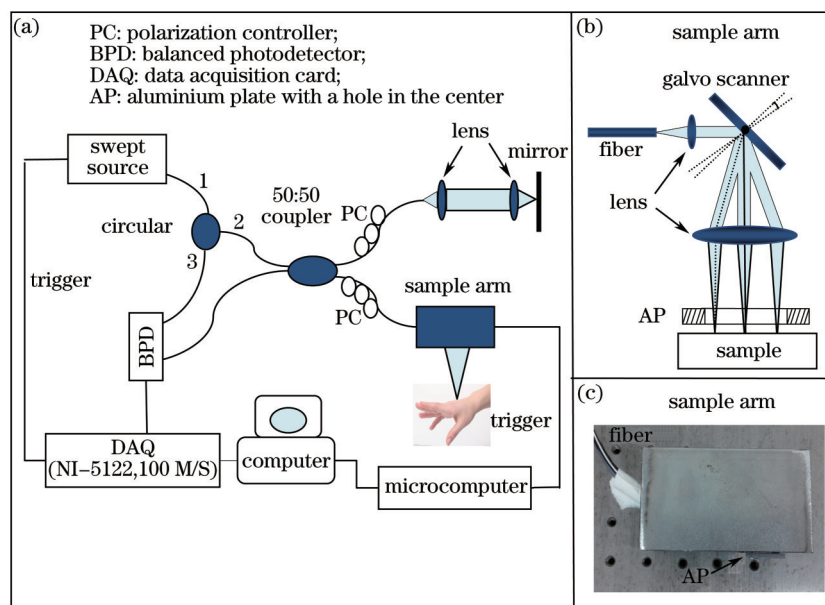 (a)
PC: polarization controller;
BPD: balanced photodetector;
DAQ: data acquisition card;
AP: aluminium plate with a hole in the center
swept
source
1
circular
2
3
trigger
50:50
coupler
PC
lens
mirror
PC
sample arm
BPD
trigger
DAQ
(NI-5122,100 M/S)
computer
microcomputer
(b)
sample arm
galvo scanner
fiber
lens
AP
sample
(c)
sample arm
fiber
AP